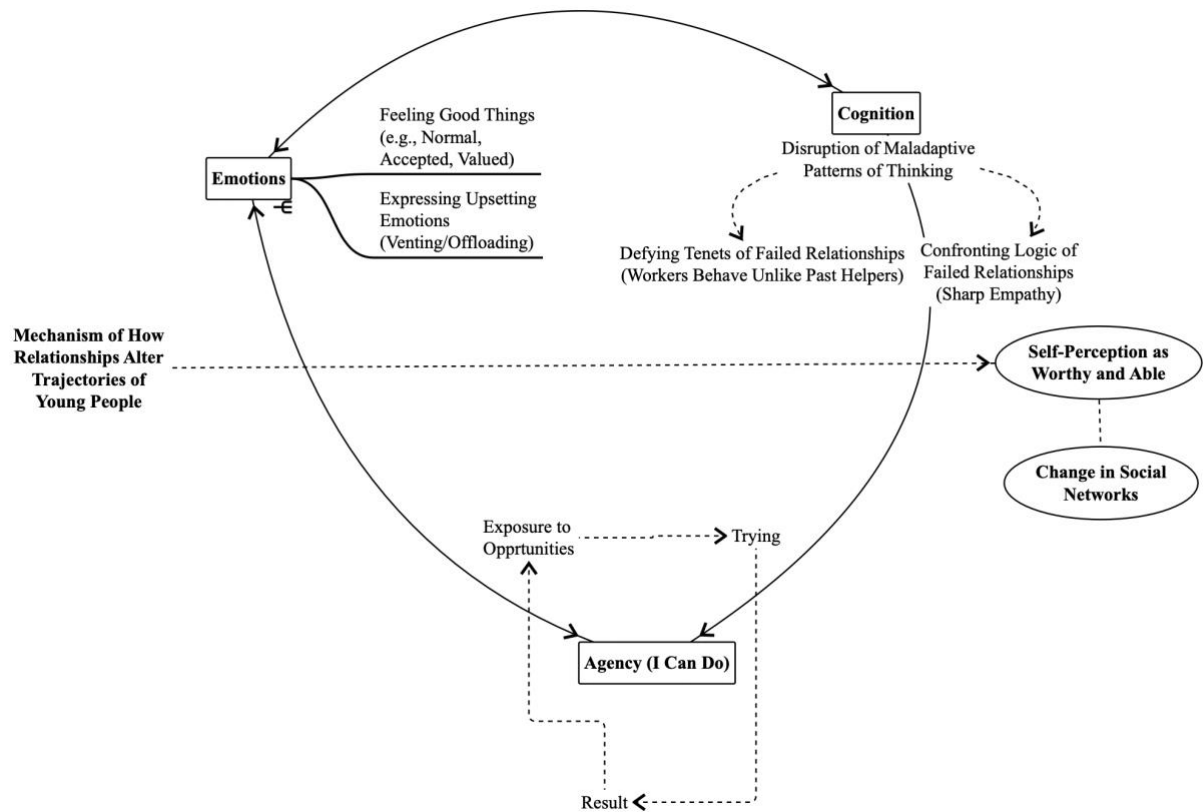 Feeling Good Things
(e.g., Normal,
Accepted, Valued)
Emotions
Expressing Upsetting
Emotions
(Venting/Offloading)
Cognition
Disruption of Maladaptive
Patterns of Thinking
Defying Tenets of Failed Relationships
(Workers Behave Unlike Past Helpers)
Confronting Logic of
Failed Relationships
(Sharp Empathy)
Mechanism of How
Relationships Alter
Trajectories of
Young People
Self-Perception as
Worthy and Able
Change in Social
Networks
Exposure to
Opprtunities
Trying
Agency (I Can Do)
Result